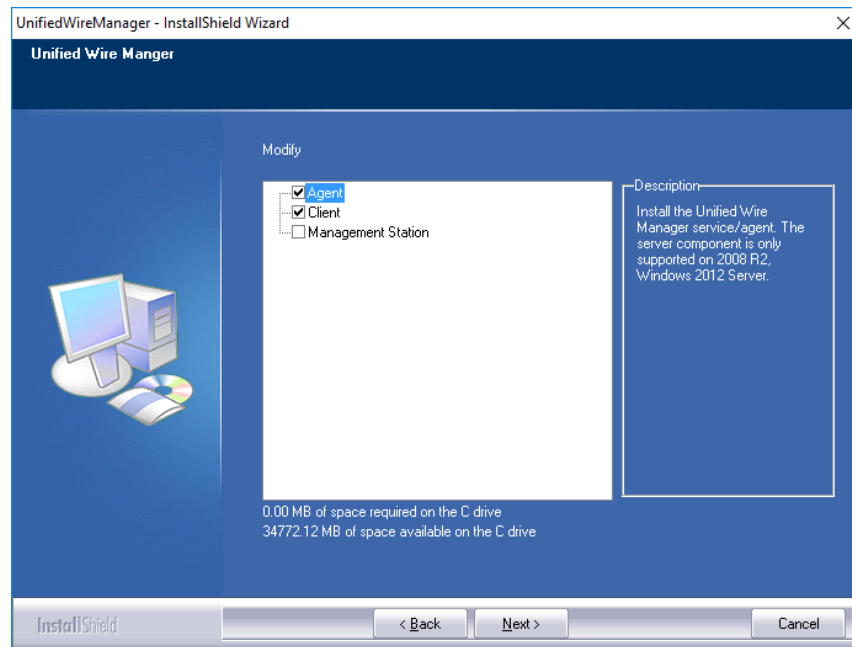 UnifiedWireManager - InstallShield Wizard
Unified Wire Manger
Modify
Agent
Client
Management Station
Description
Install the Unified Wire
Manager service/agent. The
server component is only
supported on 2008 R2,
Windows 2012 Server.
0.00 MB of space required on the C drive
34772.12 MB of space available on the C drive
InstallShield
< Back
Next >
Cancel